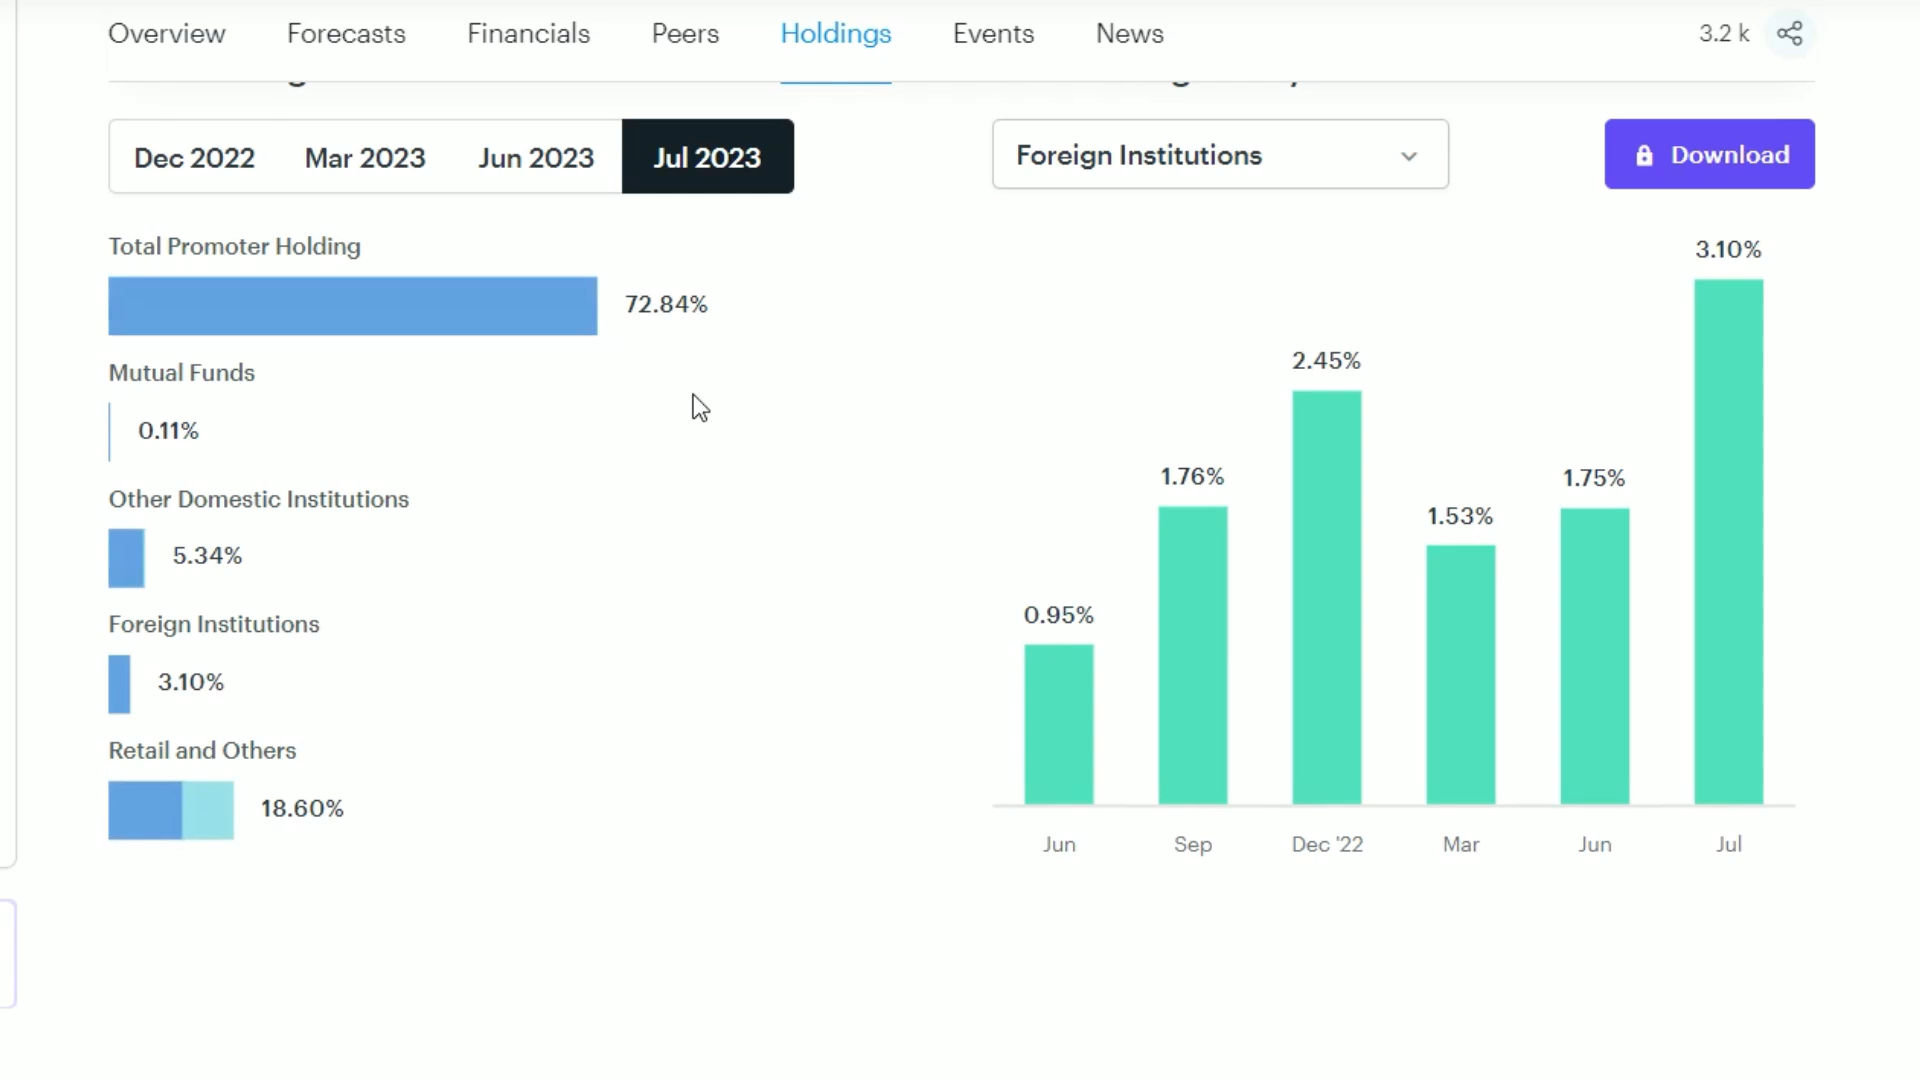 Overview Forecasts Financials Peers Holdings Events News 3.2 k
Dec 2022 Mar 2023 Jun 2023 Jul 2023
Total Promoter Holding
72.84%
Mutual Funds
0.11%
Other Domestic Institutions
5.34%
Foreign Institutions
3.10%
Retail and Others
18.60%
Foreign Institutions
Download
0.95% 1.76% 2.45% 1.53% 1.75% 3.10%
Jun Sep Dec '22 Mar Jun Jul